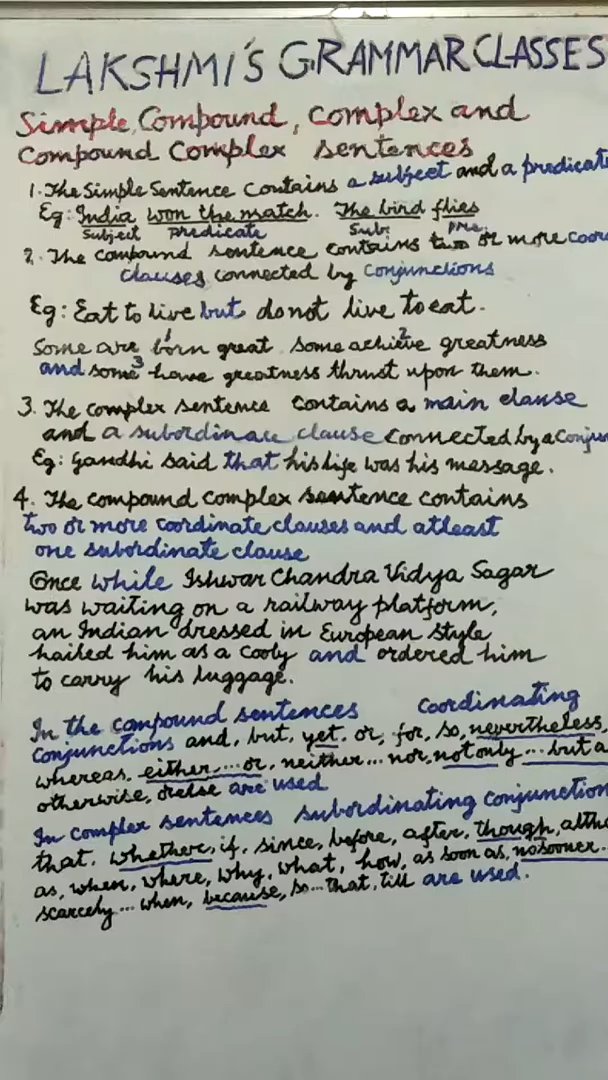 LAKSHMI'S GRAMMAR CLASSES
Simple, Compound, Complex and
Compound Complex sentences
1. The Simple Sentence contains a subject and a predicate
Eg: India won the match. The bird flies
Subject predicate Sub: pre
2. The compound sentence contains two or more coor
clauses connected by conjunctions
Eg: Eat to live but do not live to eat.
1 2
Some are born great some achieve greatness
3
and some have greatness thrust upon them.
3. The complex sentence contains a main clause
and a subordinate clause connected by a conjun
Eg: Gandhi said that his life was his message.
4. The compound complex sentence contains
two or more coordinate clauses and atleast
one subordinate clause
Once while Ishwar Chandra Vidya Sagar
was waiting on a railway platform,
an Indian dressed in European style
hailed him as a cooly and ordered him
to carry his luggage.
In the compound sentences Coordinating
conjunctions and, but, yet, or, for, so, nevertheless,
whereas, either... or, neither... nor, not only ... but a
otherwise, orelse are used
In complex sentences subordinating conjunction
that, whether, if, since, before, after, though, altho
as, when, where, why, what, how, as soon as, no sooner...
scarcely... when, because, so...that, till are used.